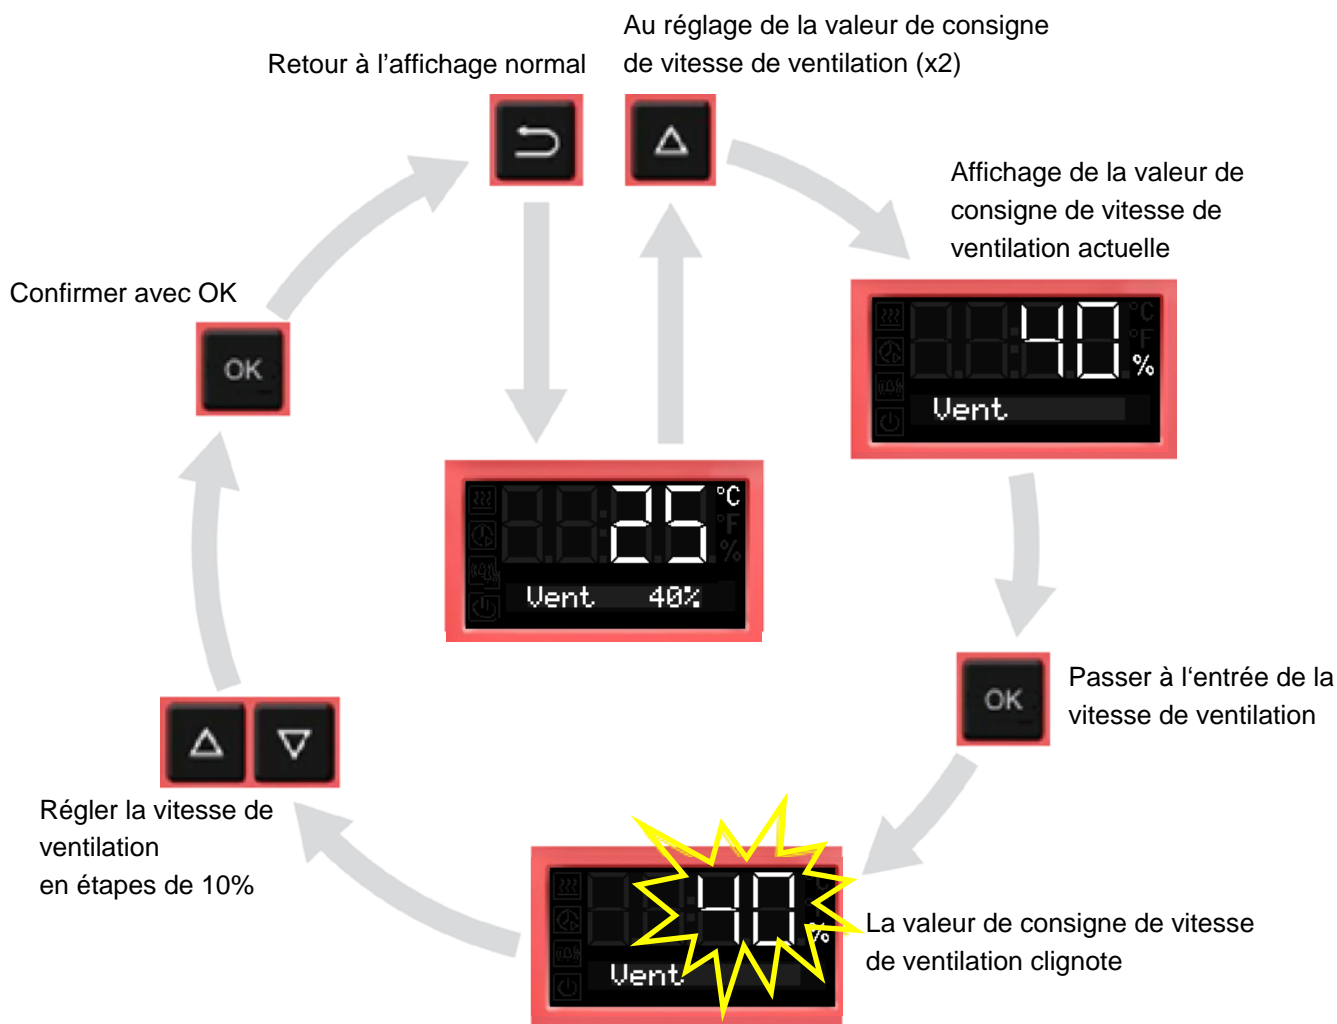 Au réglage de la valeur de consigne
de vitesse de ventilation (x2)
Retour à l’affichage normal
Affichage de la valeur de
consigne de vitesse de
ventilation actuelle
Confirmer avec OK
OK
40
°C
°F
%
Vent
25
°C
°F
%
Vent 40%
OK
Passer à l‘entrée de la
vitesse de ventilation
Régler la vitesse de
ventilation
en étapes de 10%
40
%
Vent
La valeur de consigne de vitesse
de ventilation clignote